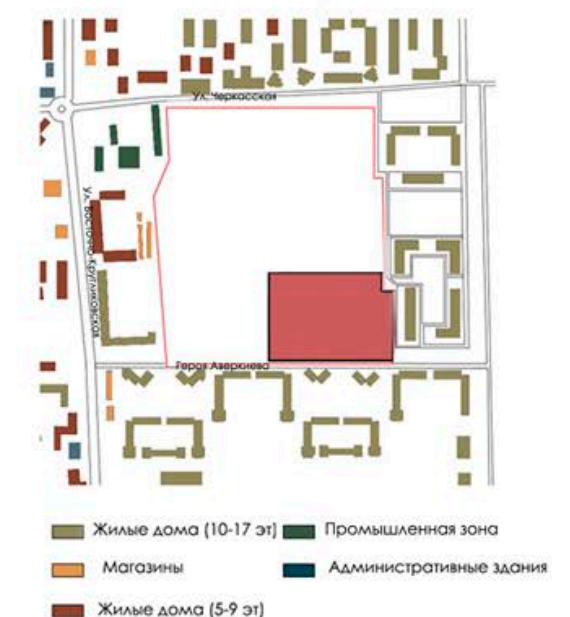 Ул. Черкасская
ул. Восточно-Кругликовская
Героя Аверкиева
Жилые дома (10-17 эт)
Промышленная зона
Магазины
Административные здания
Жилые дома (5-9 эт)